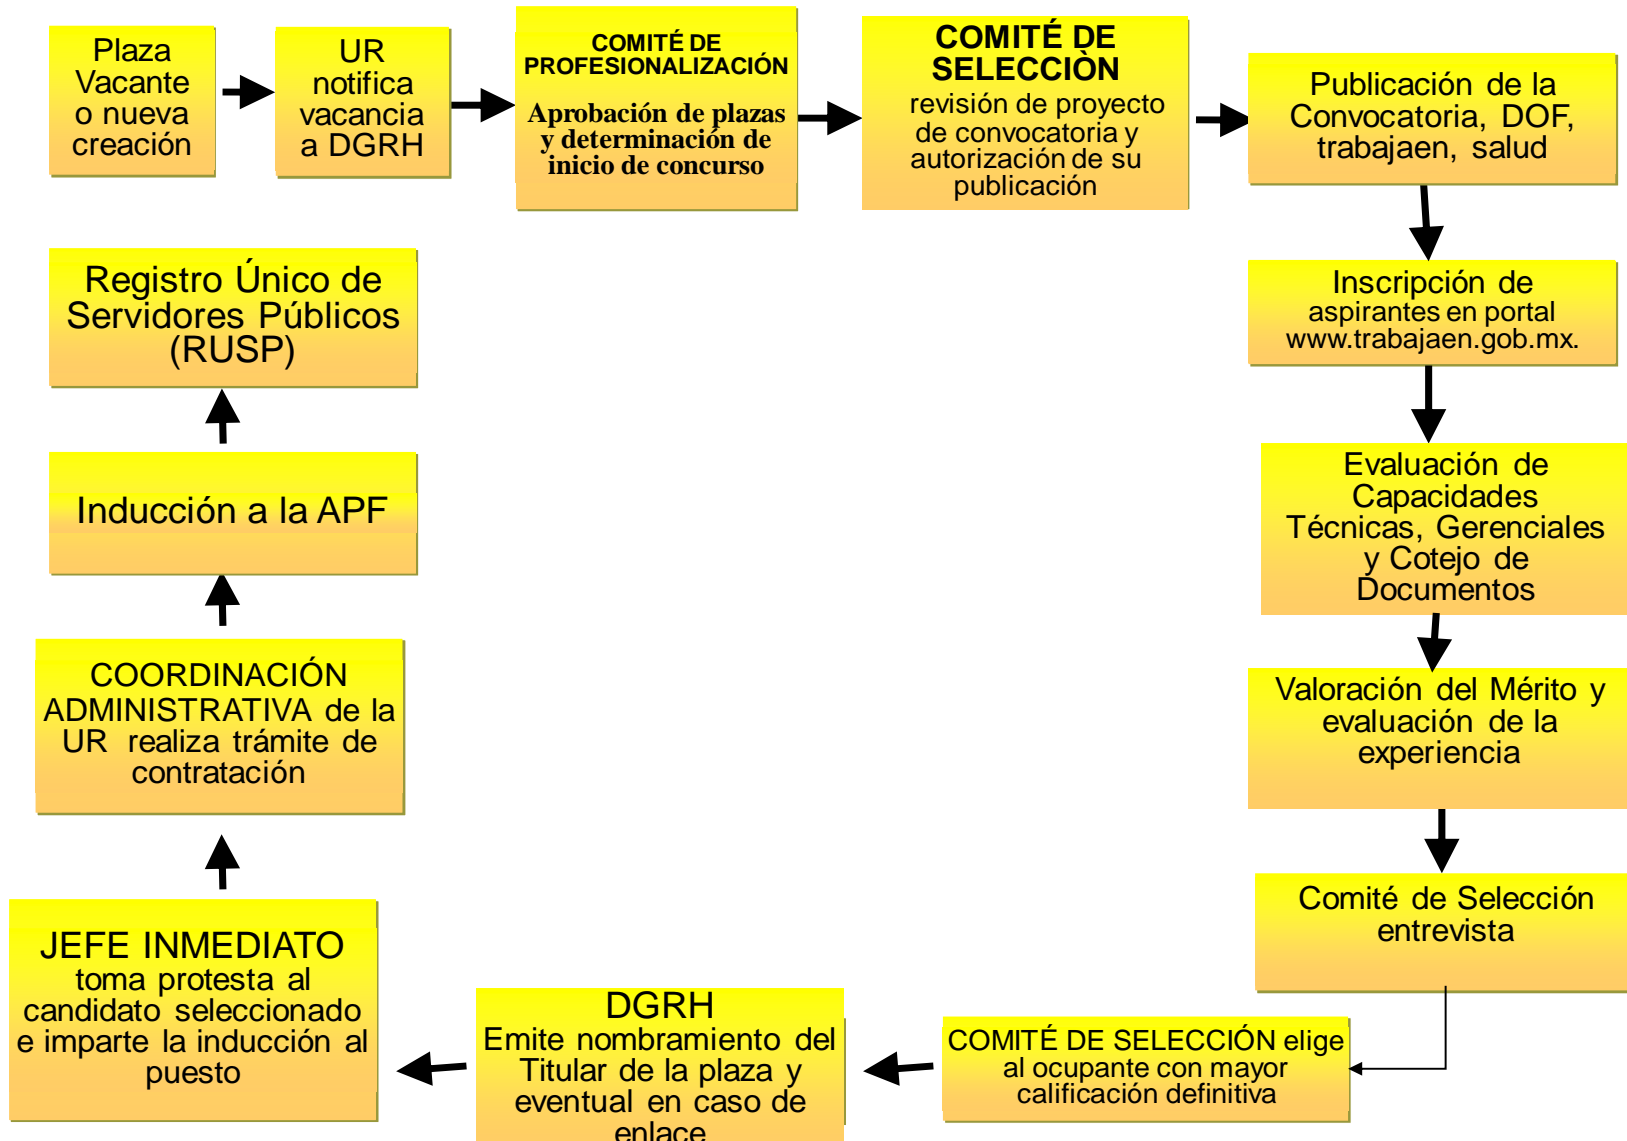 Plaza
Vacante
o nueva
creación
UR
notifica
vacancia
a DGRH
COMITÉ DE
PROFESIONALIZACIÓN
Aprobación de plazas
y determinación de
inicio de concurso
COMITÉ DE
SELECCIÒN
revisión de proyecto
de convocatoria y
autorización de su
publicación
Publicación de la
Convocatoria, DOF,
trabajaen, salud
Inscripción de
aspirantes en portal
www.trabajaen.gob.mx.
Evaluación de
Capacidades
Técnicas, Gerenciales
y Cotejo de
Documentos
Valoración del Mérito y
evaluación de la
experiencia
Comité de Selección
entrevista
COMITÉ DE SELECCIÓN elige
al ocupante con mayor
calificación definitiva
DGRH
Emite nombramiento del
Titular de la plaza y
eventual en caso de
enlace
JEFE INMEDIATO
toma protesta al
candidato seleccionado
e imparte la inducción al
puesto
COORDINACIÓN
ADMINISTRATIVA de la
UR realiza trámite de
contratación
Inducción a la APF
Registro Único de
Servidores Públicos
(RUSP)